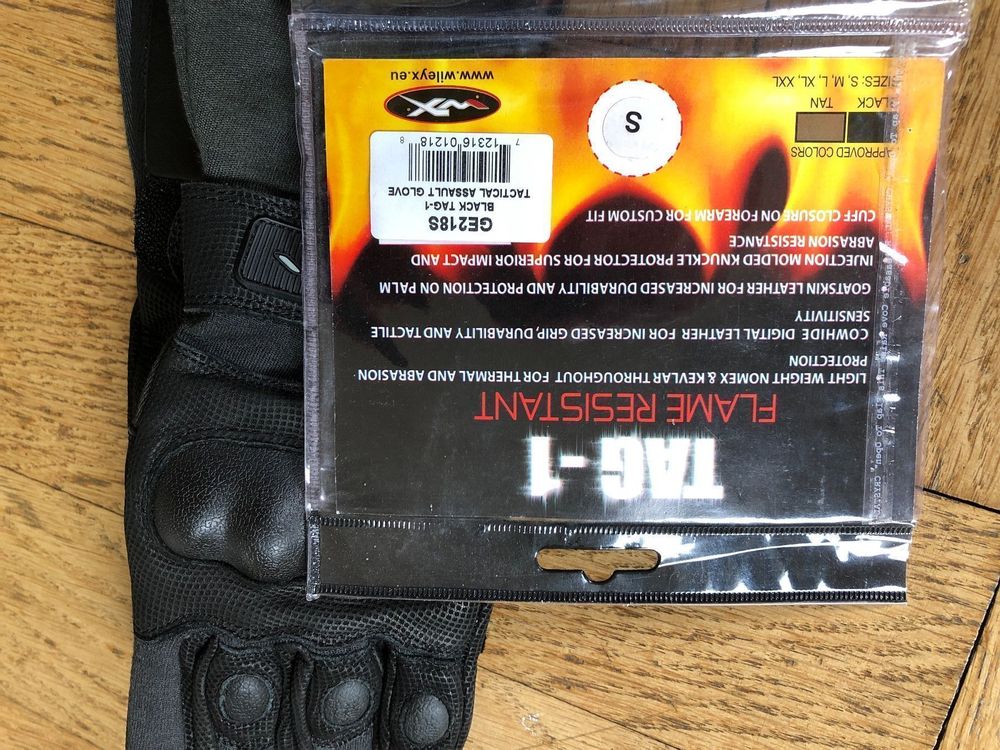 TAG-1
FLAME RESISTANT
LIGHT WEIGHT NOMEX & KEVLAR THROUGHOUT FOR THERMAL AND ABRASION
PROTECTION
COWHIDE DIGITAL LEATHER FOR INCREASED GRIP, DURABILITY AND TACTILE
SENSITIVITY
GOATSKIN LEATHER FOR INCREASED DURABILITY AND PROTECTION ON PALM
INJECTION MOLDED KNUCKLE PROTECTOR FOR SUPERIOR IMPACT AND
ABRASION RESISTANCE
CUFF CLOSURE ON FOREARM FOR CUSTOM FIT
APPROVED COLORS
BLACK TAN
SIZES: S, M, L, XL, XXL
S
GE218S
BLACK TAG-1
TACTICAL ASSAULT GLOVE
7 12316 01218 8
WX
www.wileyx.eu